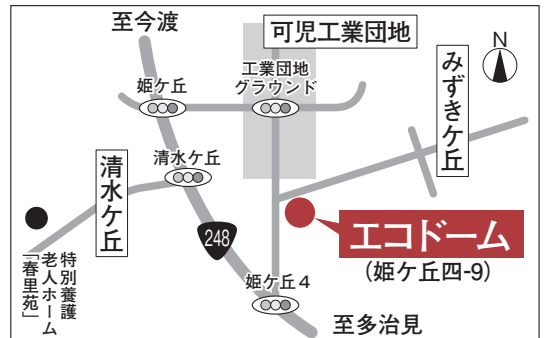 至今渡
可児工業団地
N
工業団地
グラウンド
姫ケ丘
みずきケ丘
清水ケ丘
清水ケ丘
248
エコドーム
(姫ケ丘四-9)
特別養護
老人ホーム
「春里苑」
姫ケ丘4
至多治見